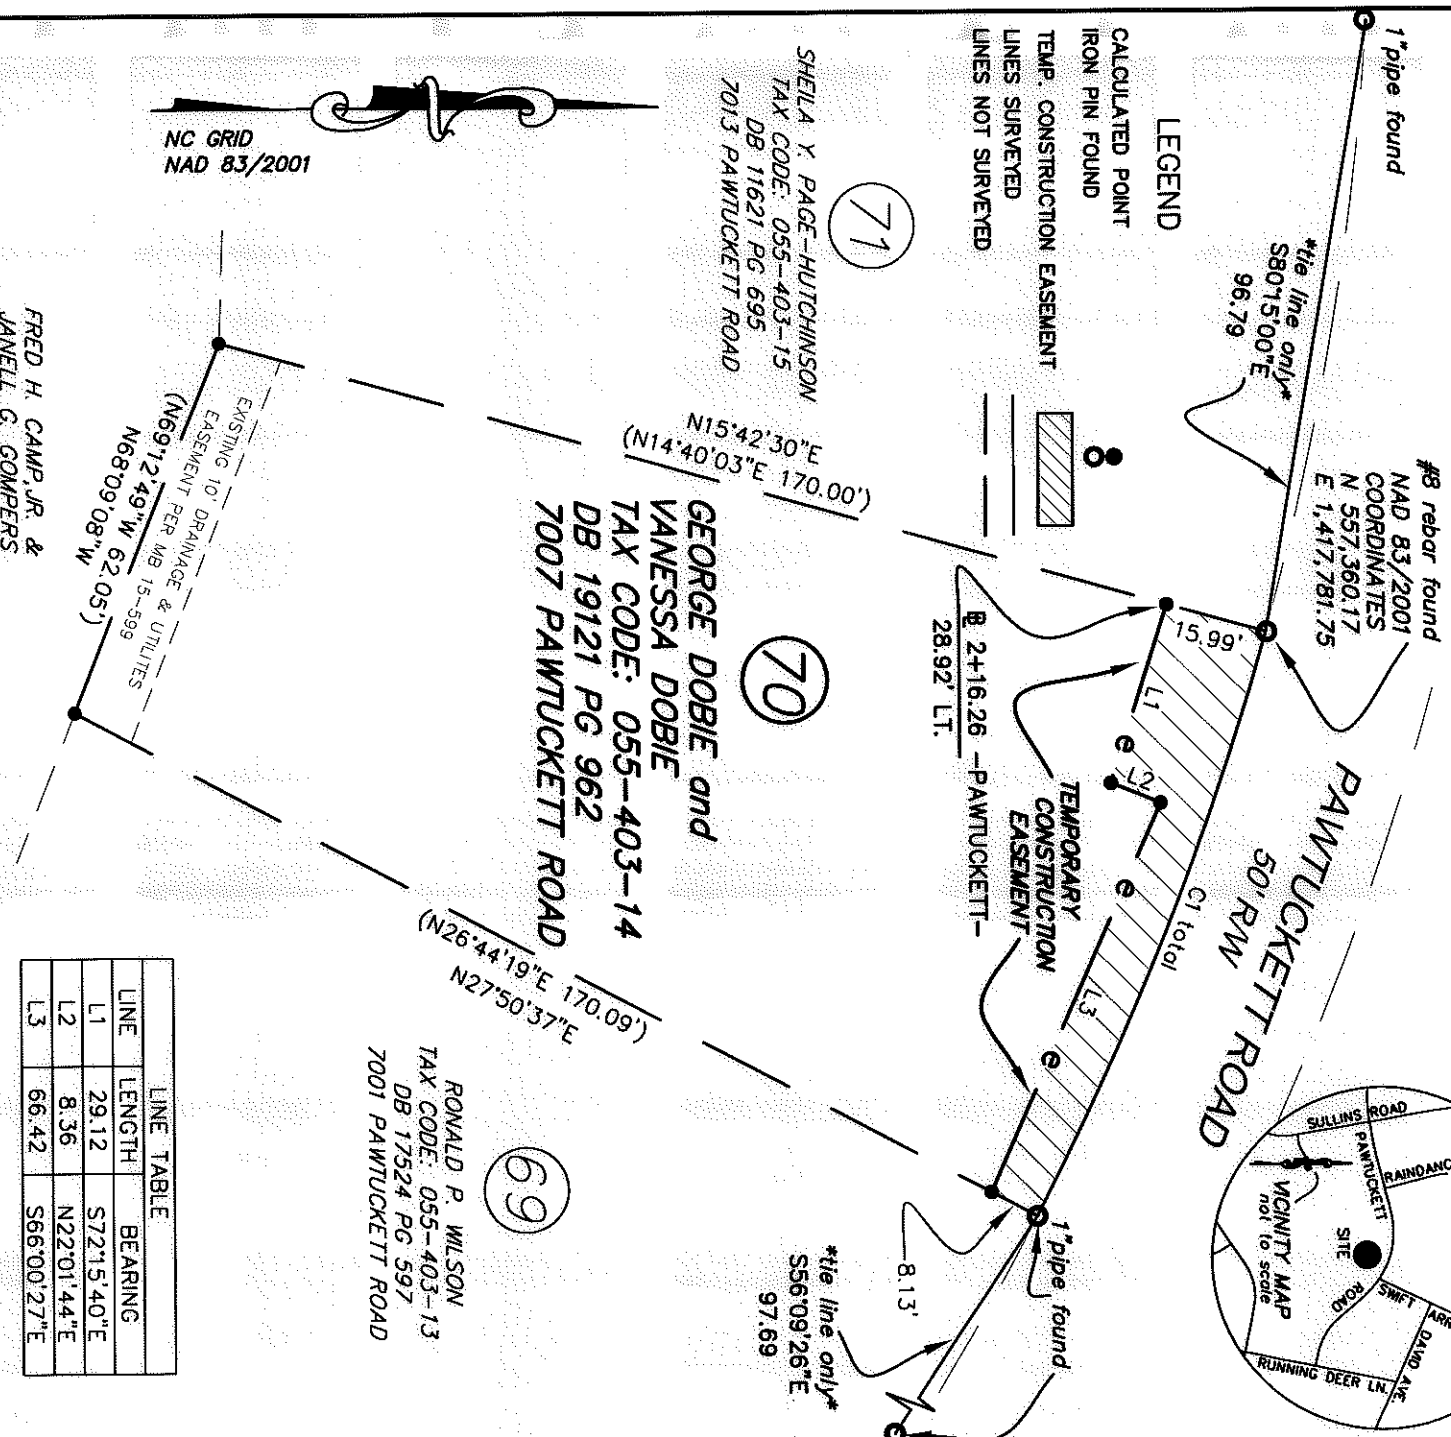 1"pipe found
LEGEND
CALCULATED POINT
IRON PIN FOUND
TEMP. CONSTRUCTION EASEMENT
LINES SURVEYED
LINES NOT SURVEYED
*tie line only*
S80°15'00"E
96.79
#8 rebar found
NAD 83/2001
COORDINATES
N 557,360.17
E 1,417,781.75
PAWTUCKETT ROAD
50' R/W
NC GRID
NAD 83/2001
71
SHEILA Y. PAGE-HUTCHINSON
TAX CODE: 055-403-15
DB 11621 PG 695
7013 PAWTUCKETT ROAD
N15°42'30"E
(N14°40'03"E 170.00')
15.99'
L1
L2
L3
C1 total
2+16.26 -PAWTUCKETT-
28.92' LT.
TEMPORARY
CONSTRUCTION
EASEMENT
70
GEORGE DOBIE and
VANESSA DOBIE
TAX CODE: 055-403-14
DB 19121 PG 962
7007 PAWTUCKETT ROAD
EXISTING 10' DRAINAGE & UTILITES
EASEMENT PER MB 15-599
(N69°12'49"W 62.05')
N68°09'08"W
FRED H. CAMP,JR. &
JANELL G. GOMPERS
(N26°44'19"E 170.09')
N27°50'37"E
69
RONALD P. WILSON
TAX CODE: 055-403-13
DB 17524 PG 597
7001 PAWTUCKETT ROAD
8.13'
1"pipe found
*tie line only*
S56°09'26"E
97.69
SULLINS ROAD
PAWTUCKETT
RAINDANC
VICINITY MAP
not to scale
SITE
ROAD
SWIFT ARR
DAVID AVE.
RUNNING DEER LN.
LINE TABLE
LINE LENGTH BEARING
L1 29.12 S72°15'40"E
L2 8.36 N22°01'44"E
L3 66.42 S66°00'27"E